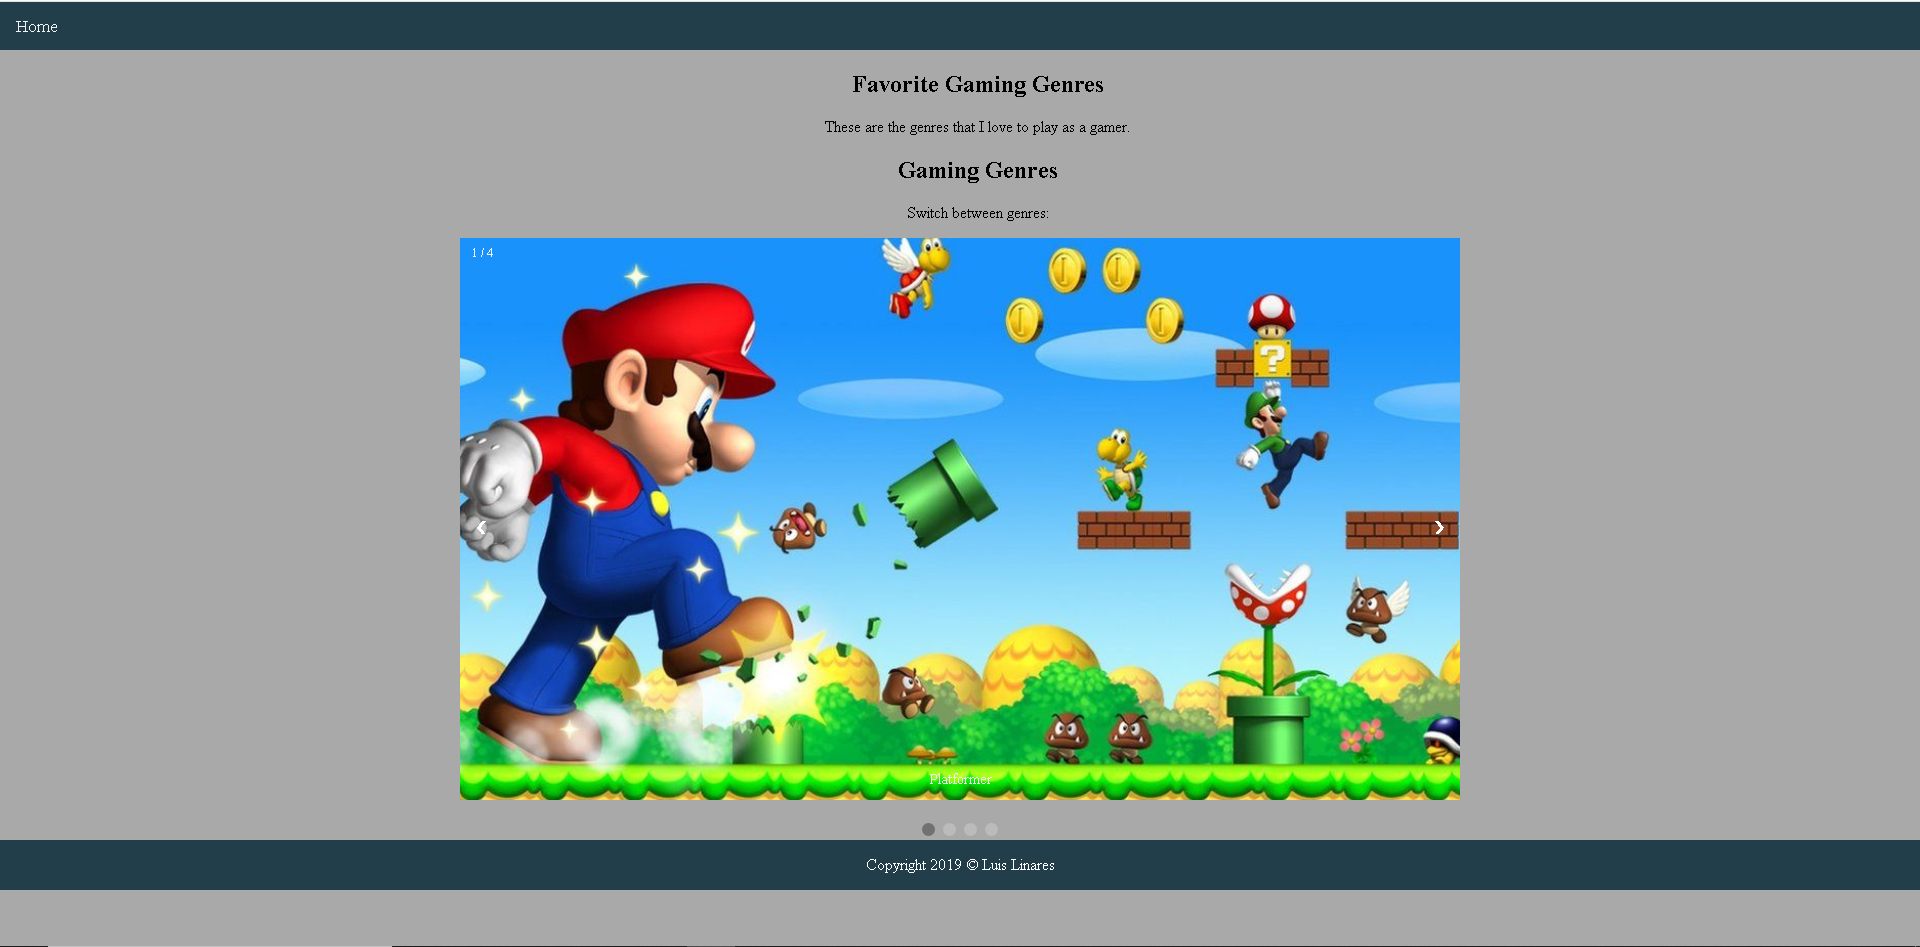 Home
Favorite Gaming Genres
These are the genres that I love to play as a gamer.
Gaming Genres
Switch between genres:
1 / 4
?
Platformer
Copyright 2019 © Luis Linares